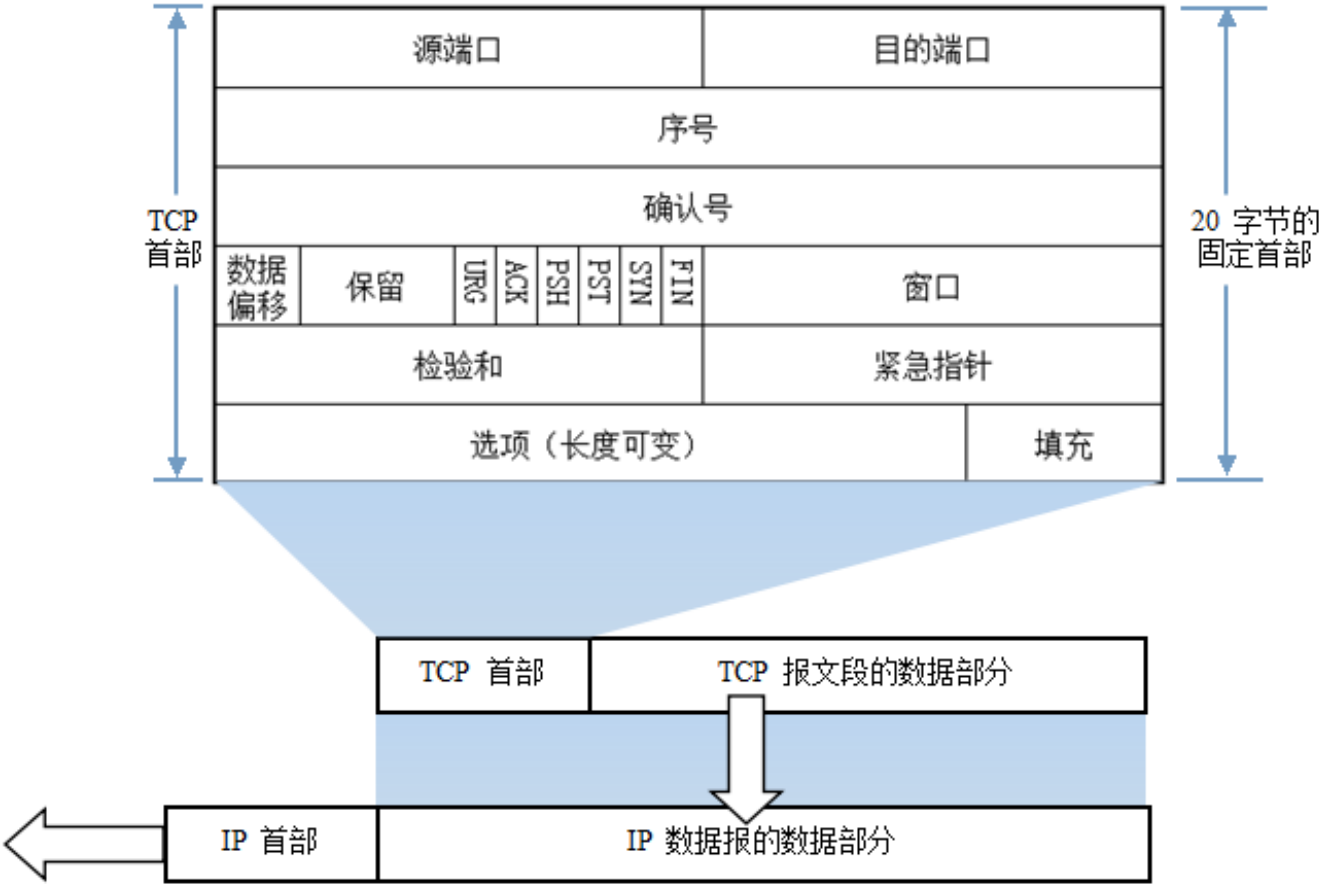 源端口
目的端口
序号
确认号
TCP
首部
20 字节的
固定首部
数据
偏移
保留
URG
ACK
PSH
PST
SYN
FIN
窗口
检验和
紧急指针
选项（长度可变）
填充
TCP 首部
TCP 报文段的数据部分
IP 首部
IP 数据报的数据部分